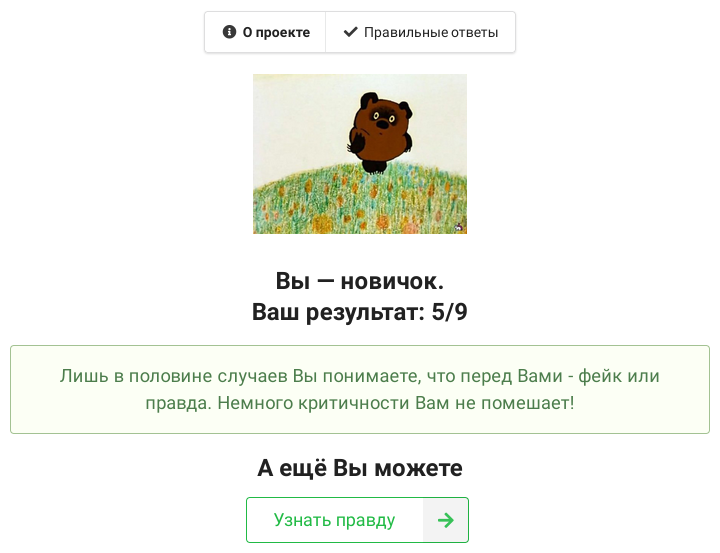 О проекте
Правильные ответы
Вы — новичок.
Ваш результат: 5/9
Лишь в половине случаев Вы понимаете, что перед Вами - фейк или
правда. Немного критичности Вам не помешает!
А ещё Вы можете
Узнать правду